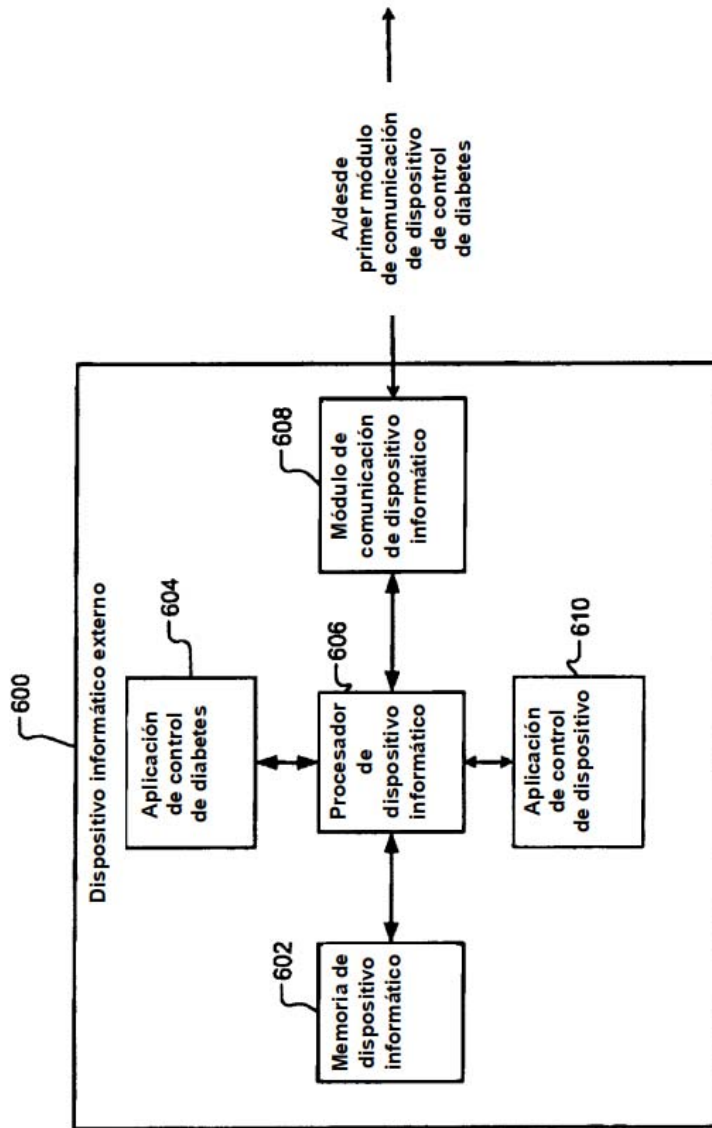 600
Dispositivo informático externo
604
Aplicación
de control
de diabetes
602
Memoria de
dispositivo
informático
606
Procesador
de
dispositivo
informático
608
Módulo de
comunicación
de dispositivo
informático
A/desde
primer módulo
de comunicación
de dispositivo
de control
de diabetes
610
Aplicación
de control
de dispositivo